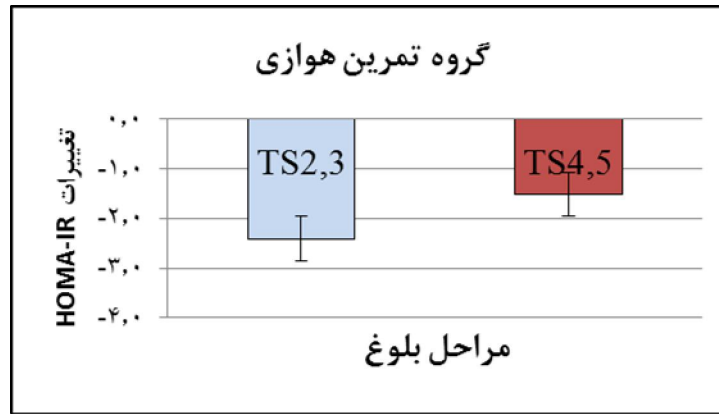 گروه تمرین هوازی
تغییرات HOMA-IR
۰,۰
-۱,۰
-۲,۰
-۳,۰
-۴,۰
TS2,3
TS4,5
مراحل بلوغ